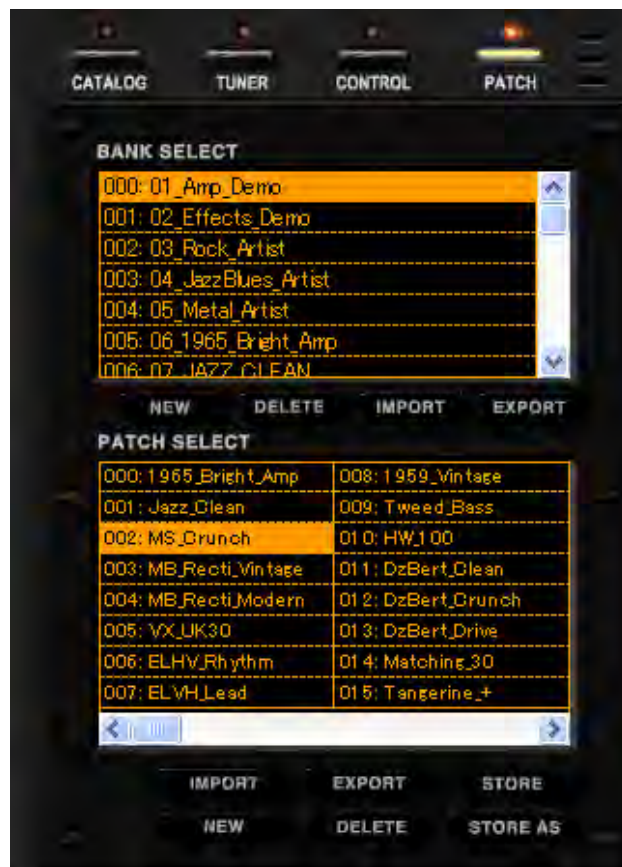 CATALOG TUNER CONTROL PATCH
BANK SELECT
000: 01_Amp_Demo
001: 02_Effects_Demo
002: 03_Rock_Artist
003: 04_JazzBlues_Artist
004: 05_Metal_Artist
005: 06_1965_Bright_Amp
006: 07_JAZZ_CLEAN
NEW DELETE IMPORT EXPORT
PATCH SELECT
000: 1965_Bright_Amp 008: 1959_Vintage
001: Jazz_Clean 009: Tweed_Bass
002: MS_Crunch 010: HW_100
003: MB_Recti_Vintage 011: DzBert_Clean
004: MB_Recti_Modern 012: DzBert_Crunch
005: VX_UK30 013: DzBert_Drive
006: ELHV_Rhythm 014: Matching_30
007: ELVH_Lead 015: Tangerine_+
IMPORT EXPORT STORE
NEW DELETE STORE AS